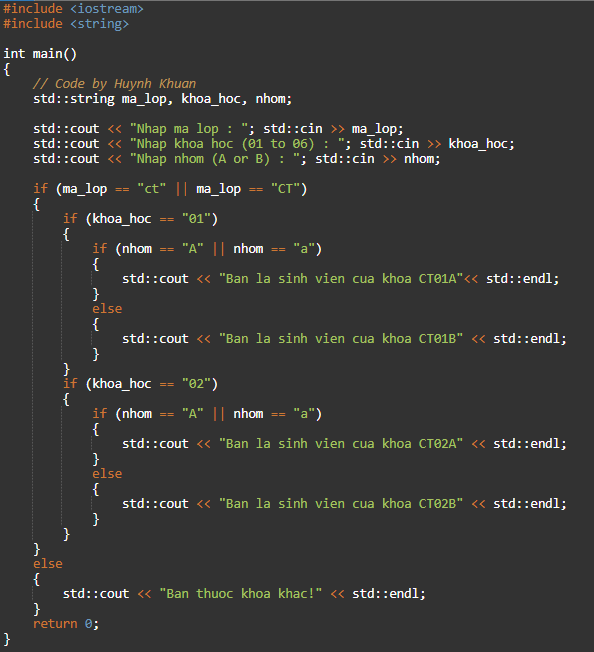 #include <iostream>
#include <string>
int main()
{
// Code by Huynh Khuan
std::string ma_lop, khoa_hoc, nhom;
std::cout << "Nhap ma lop : "; std::cin >> ma_lop;
std::cout << "Nhap khoa hoc (01 to 06) : "; std::cin >> khoa_hoc;
std::cout << "Nhap nhom (A or B) : "; std::cin >> nhom;
if (ma_lop == "ct" || ma_lop == "CT")
{
if (khoa_hoc == "01")
{
if (nhom == "A" || nhom == "a")
{
std::cout << "Ban la sinh vien cua khoa CT01A"<< std::endl;
}
else
{
std::cout << "Ban la sinh vien cua khoa CT01B" << std::endl;
}
}
if (khoa_hoc == "02")
{
if (nhom == "A" || nhom == "a")
{
std::cout << "Ban la sinh vien cua khoa CT02A" << std::endl;
}
else
{
std::cout << "Ban la sinh vien cua khoa CT02B" << std::endl;
}
}
}
else
{
std::cout << "Ban thuoc khoa khac!" << std::endl;
}
return 0;
}